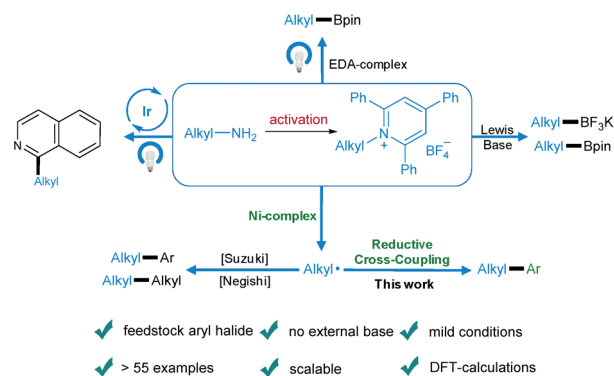 Alkyl—Bpin
EDA-complex
Ir
N
Alkyl
Alkyl—NH2
activation
Ph
Ph
N
+
Alkyl
Ph
BF4−
Lewis
Base
Alkyl—BF3K
Alkyl—Bpin
Ni-complex
Alkyl—Ar
Alkyl—Alkyl
[Suzuki]
[Negishi]
Alkyl•
Reductive
Cross-Coupling
This work
Alkyl—Ar
feedstock aryl halide
no external base
mild conditions
> 55 examples
scalable
DFT-calculations